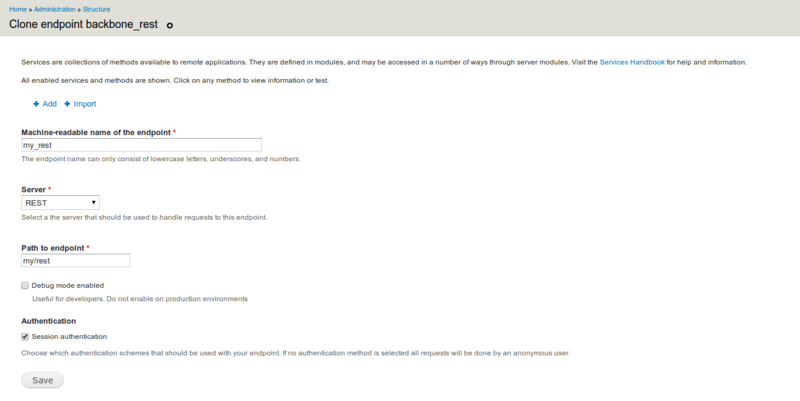 Home » Administration » Structure
Clone endpoint backbone_rest
Services are collections of methods available to remote applications. They are defined in modules, and may be accessed in a number of ways through server modules. Visit the Services Handbook for help and information.
All enabled services and methods are shown. Click on any method to view information or test.
+ Add + Import
Machine-readable name of the endpoint *
my_rest
The endpoint name can only consist of lowercase letters, underscores, and numbers.
Server *
REST
Select a the server that should be used to handle requests to this endpoint.
Path to endpoint *
my/rest
Debug mode enabled
Useful for developers. Do not enable on production environments
Authentication
Session authentication
Choose which authentication schemes that should be used with your endpoint. If no authentication method is selected all requests will be done by an anonymous user.
Save